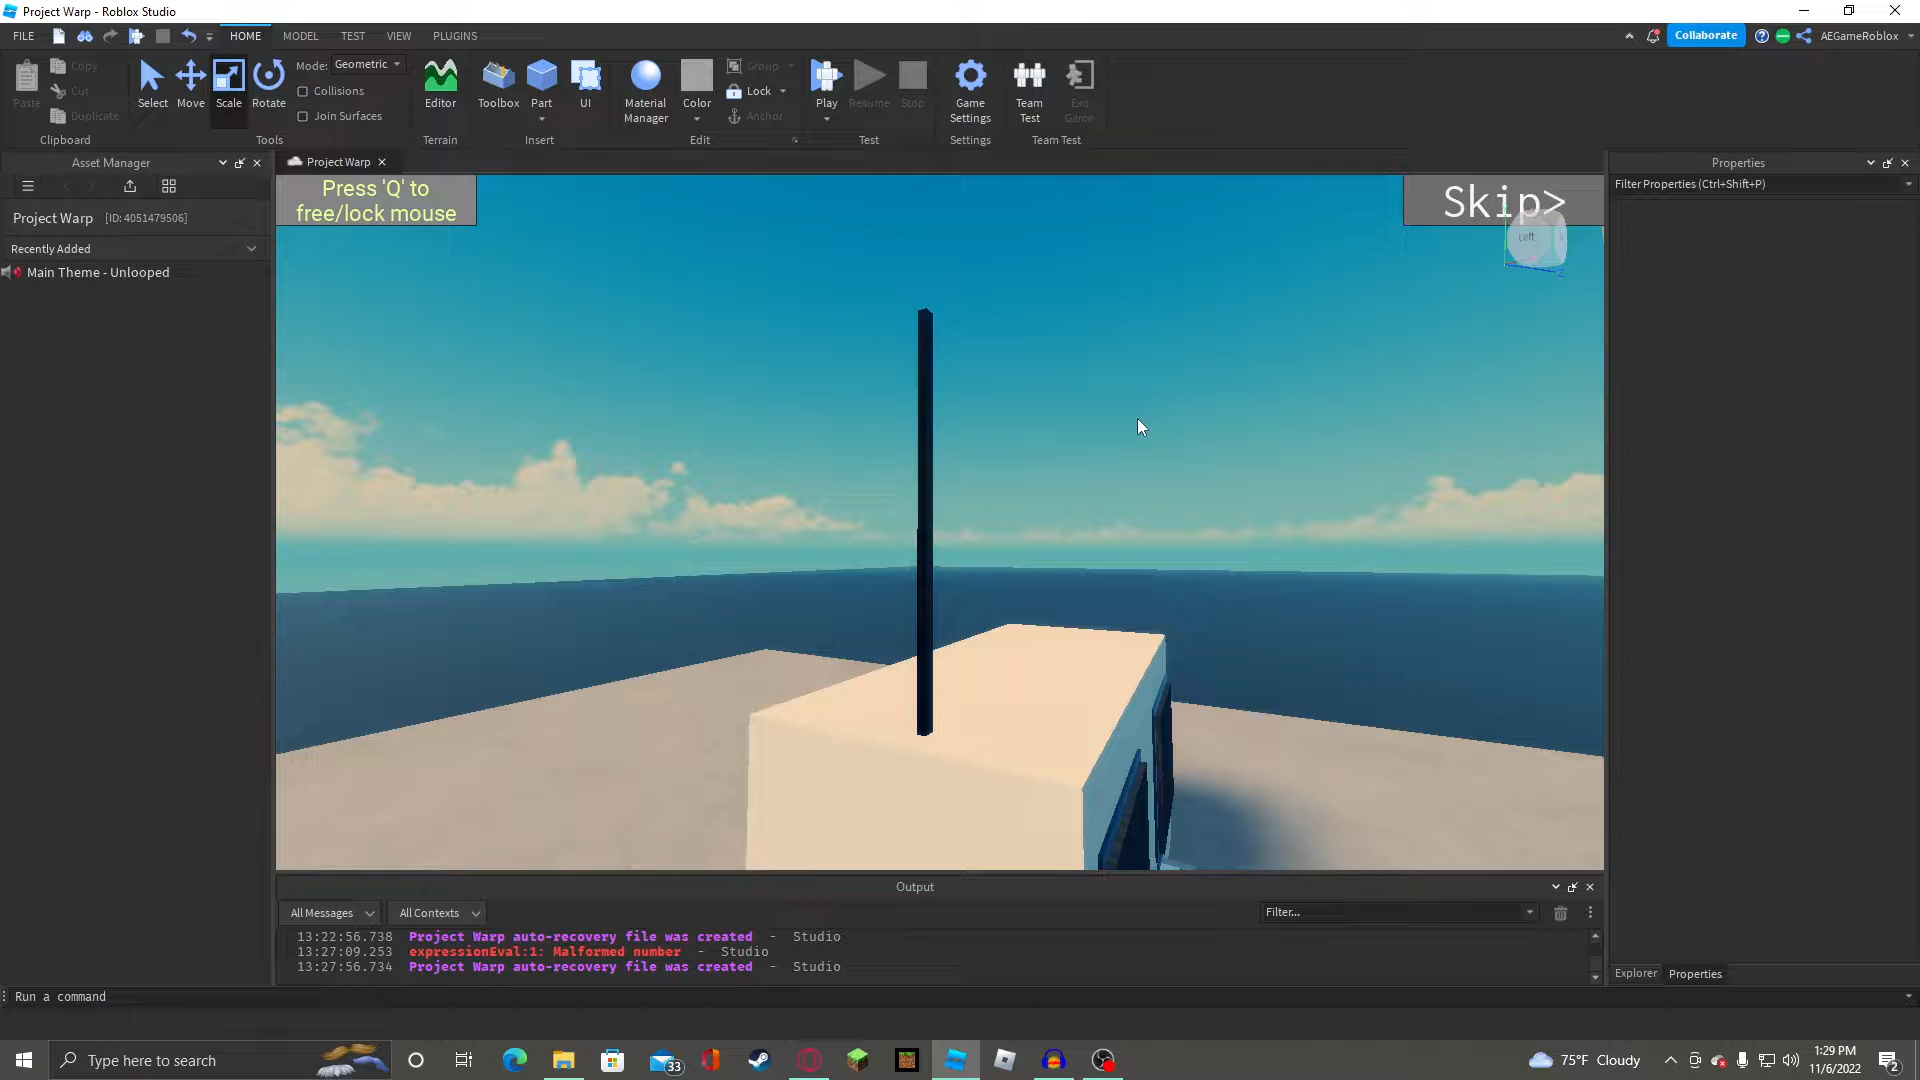 Project Warp - Roblox Studio
FILE HOME MODEL TEST VIEW PLUGINS Collaborate AEGameRoblox
Paste
Copy
Cut
Duplicate
Clipboard
Select
Move
Scale
Rotate
Mode: Geometric
Collisions
Join Surfaces
Tools
Editor
Terrain
Toolbox
Part
UI
Insert
Material
Manager
Color
Group
Lock
Anchor
Edit
Play
Resume
Stop
Test
Game
Settings
Settings
Team
Test
Exit
Game
Team Test
Asset Manager
Project Warp [ID: 4051479506]
Recently Added
Main Theme - Unlooped
Project Warp
Press 'Q' to
free/lock mouse
Skip>
Left
Z
Properties
Filter Properties (Ctrl+Shift+P)
Output
All Messages All Contexts Filter...
13:22:56.738 Project Warp auto-recovery file was created - Studio
13:27:09.253 expressionEval:1: Malformed number - Studio
13:27:56.734 Project Warp auto-recovery file was created - Studio
Explorer Properties
Run a command
Type here to search
33
75°F Cloudy
1:29 PM
11/6/2022
2